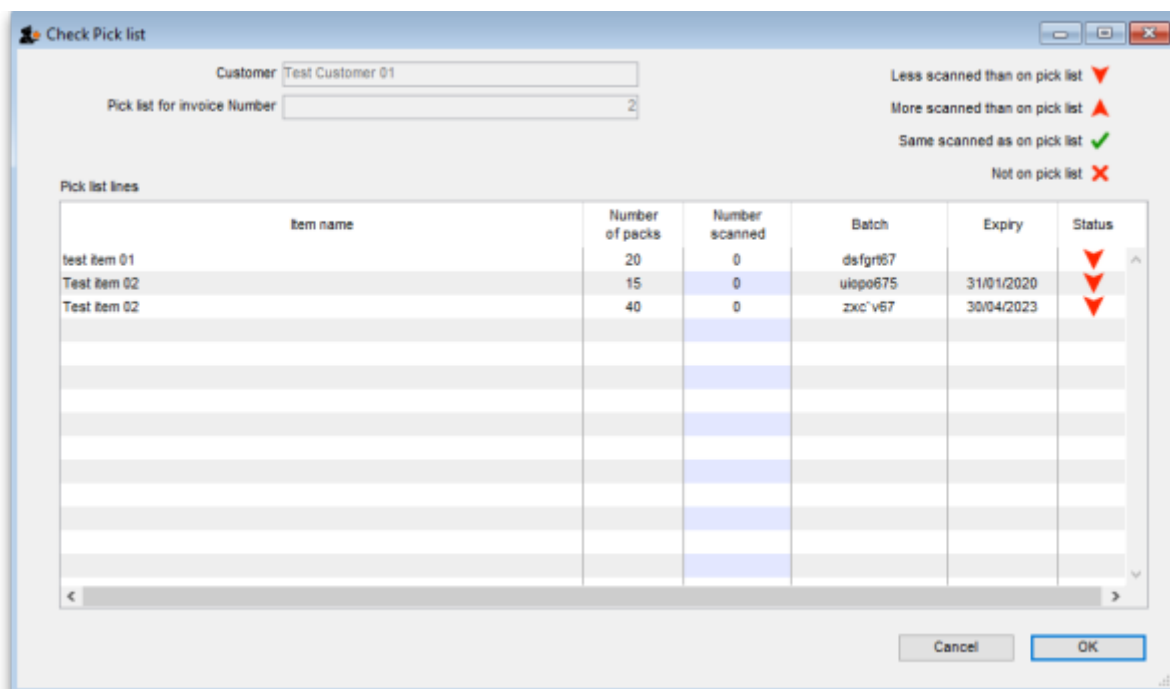 Check Pick list
Customer Test Customer 01
Less scanned than on pick list
Pick list for invoice Number 2
More scanned than on pick list
Same scanned as on pick list
Not on pick list
Pick list lines
Item name Number of packs Number scanned Batch Expiry Status
test item 01 20 0 dsfgrt67
Test item 02 15 0 uiopo675 31/01/2020
Test item 02 40 0 zxc`v67 30/04/2023
Cancel OK